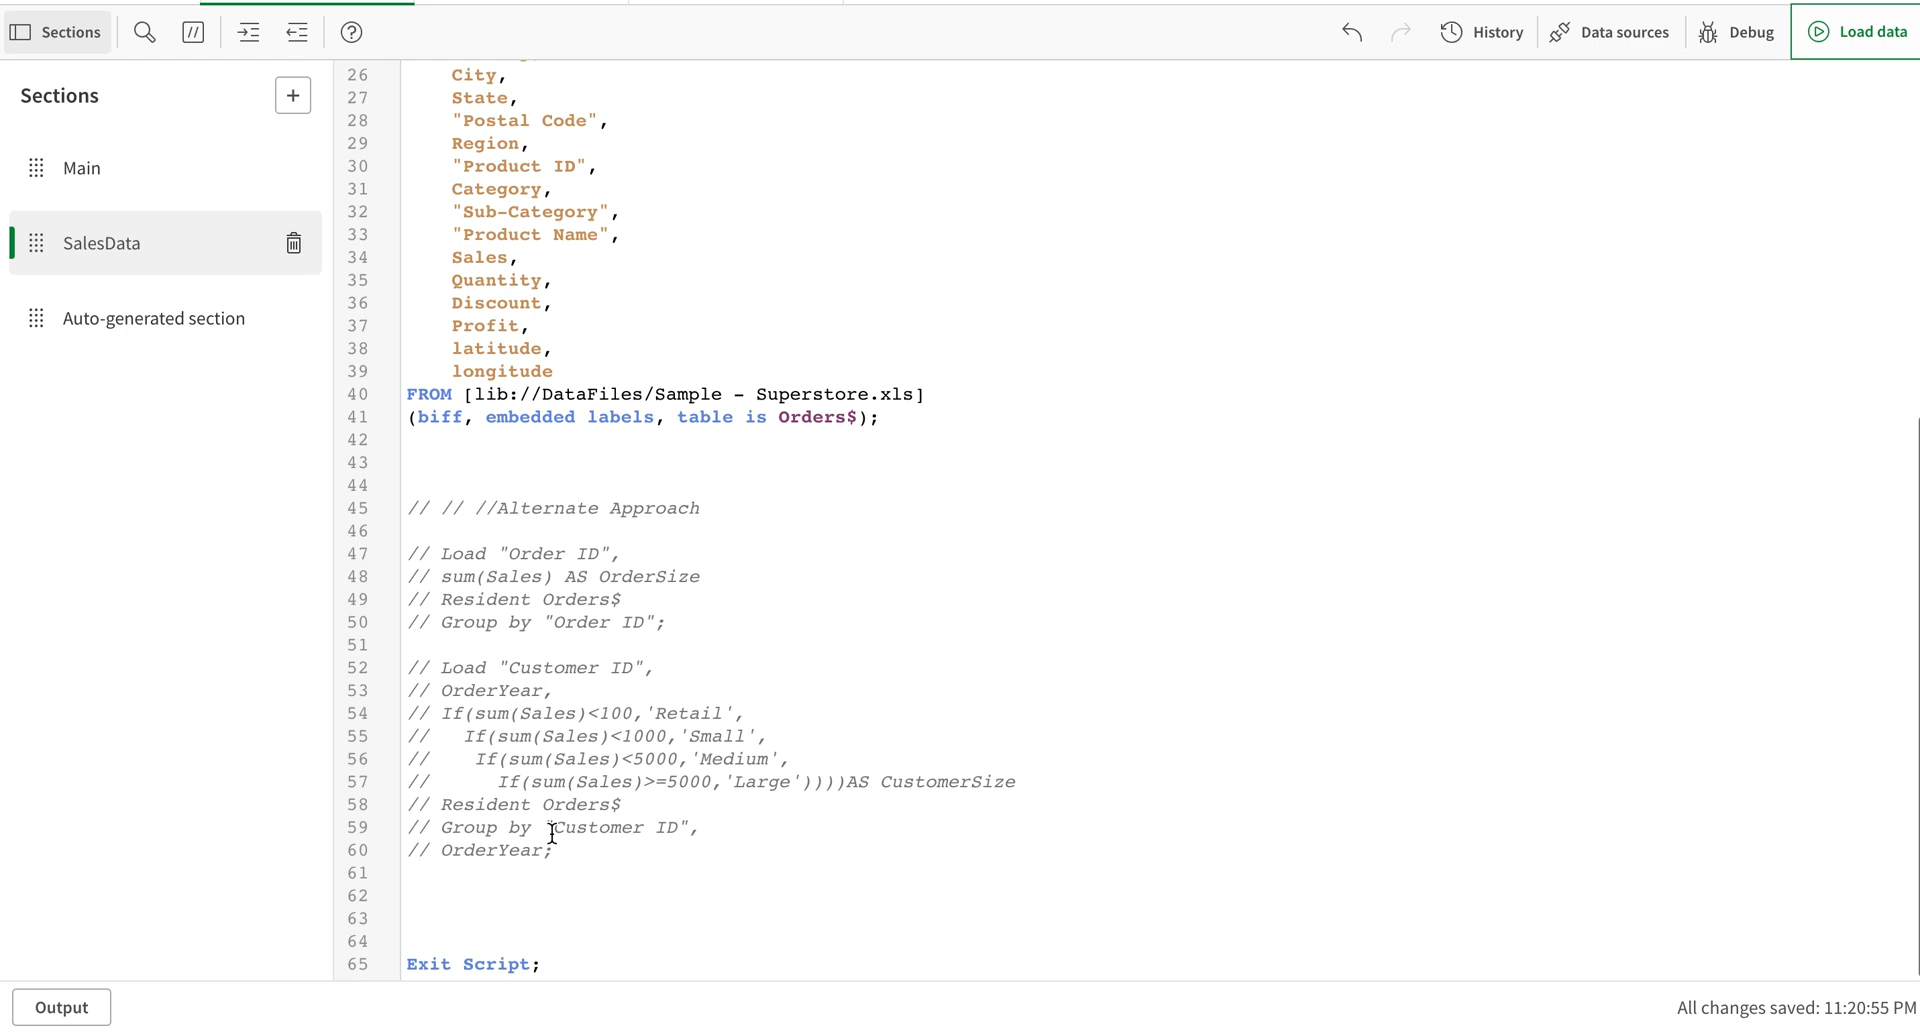 Sections
//
?
History
Data sources
Debug
Load data
Sections
+
Main
SalesData
Auto-generated section
26 City,
27 State,
28 "Postal Code",
29 Region,
30 "Product ID",
31 Category,
32 "Sub-Category",
33 "Product Name",
34 Sales,
35 Quantity,
36 Discount,
37 Profit,
38 latitude,
39 longitude
40 FROM [lib://DataFiles/Sample - Superstore.xls]
41 (biff, embedded labels, table is Orders$);
42
43
44
45 // // //Alternate Approach
46
47 // Load "Order ID",
48 // sum(Sales) AS OrderSize
49 // Resident Orders$
50 // Group by "Order ID";
51
52 // Load "Customer ID",
53 // OrderYear,
54 // If(sum(Sales)<100,'Retail',
55 //   If(sum(Sales)<1000,'Small',
56 //    If(sum(Sales)<5000,'Medium',
57 //      If(sum(Sales)>=5000,'Large'))))AS CustomerSize
58 // Resident Orders$
59 // Group by "Customer ID",
60 // OrderYear;
61
62
63
64
65 Exit Script;
Output
All changes saved: 11:20:55 PM